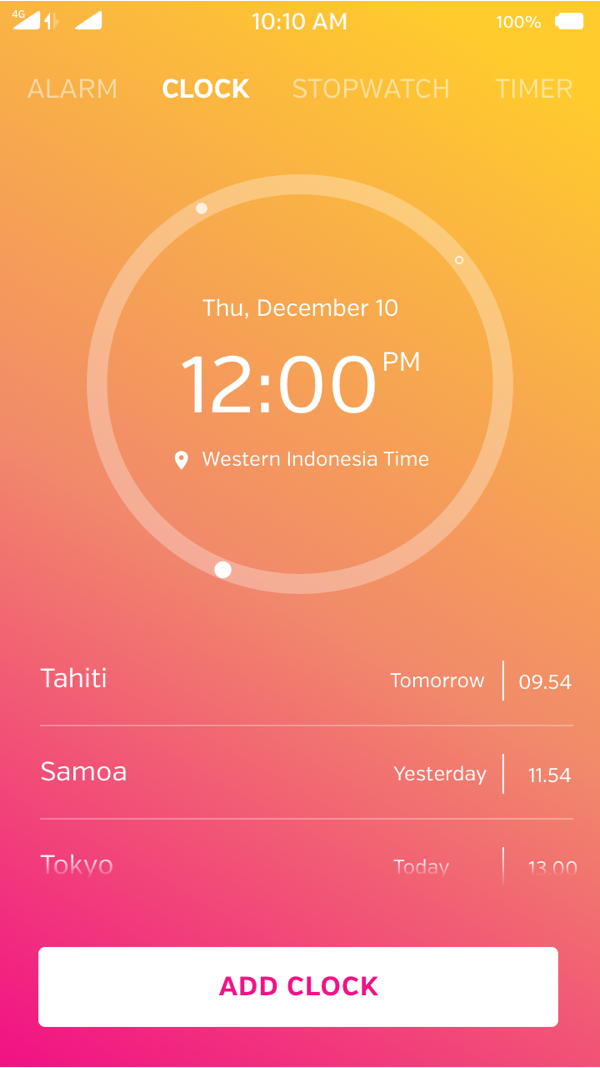 4G 10:10 AM 100%
ALARM CLOCK STOPWATCH TIMER
Thu, December 10
12:00 PM
Western Indonesia Time
Tahiti Tomorrow 09.54
Samoa Yesterday 11.54
Tokyo Today 13.00
ADD CLOCK